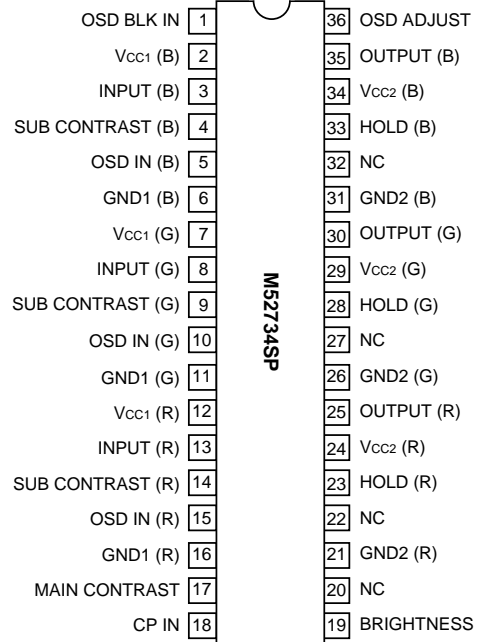 OSD BLK IN 1 36 OSD ADJUST
VCC1 (B) 2 35 OUTPUT (B)
INPUT (B) 3 34 VCC2 (B)
SUB CONTRAST (B) 4 33 HOLD (B)
OSD IN (B) 5 32 NC
GND1 (B) 6 31 GND2 (B)
VCC1 (G) 7 30 OUTPUT (G)
INPUT (G) 8 29 VCC2 (G)
SUB CONTRAST (G) 9 28 HOLD (G)
OSD IN (G) 10 27 NC
GND1 (G) 11 26 GND2 (G)
VCC1 (R) 12 25 OUTPUT (R)
INPUT (R) 13 24 VCC2 (R)
SUB CONTRAST (R) 14 23 HOLD (R)
OSD IN (R) 15 22 NC
GND1 (R) 16 21 GND2 (R)
MAIN CONTRAST 17 20 NC
CP IN 18 19 BRIGHTNESS
M52734SP